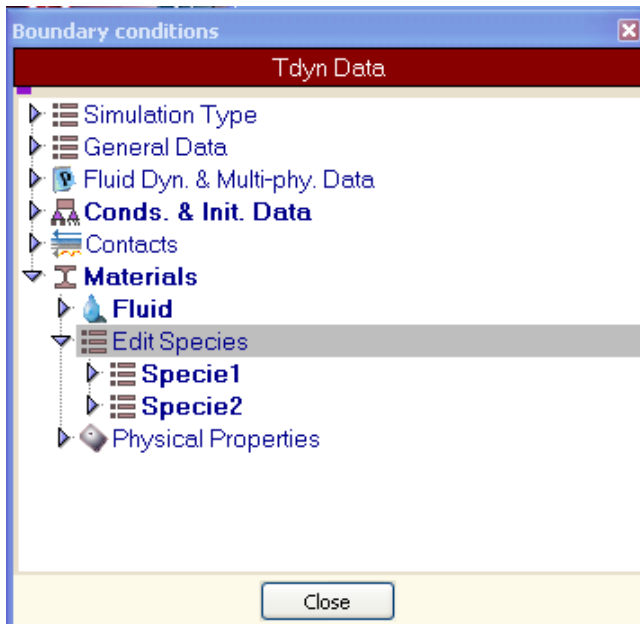 Boundary conditions
Tdyn Data
Simulation Type
General Data
Fluid Dyn. & Multi-phy. Data
Conds. & Init. Data
Contacts
Materials
Fluid
Edit Species
Specie1
Specie2
Physical Properties
Close